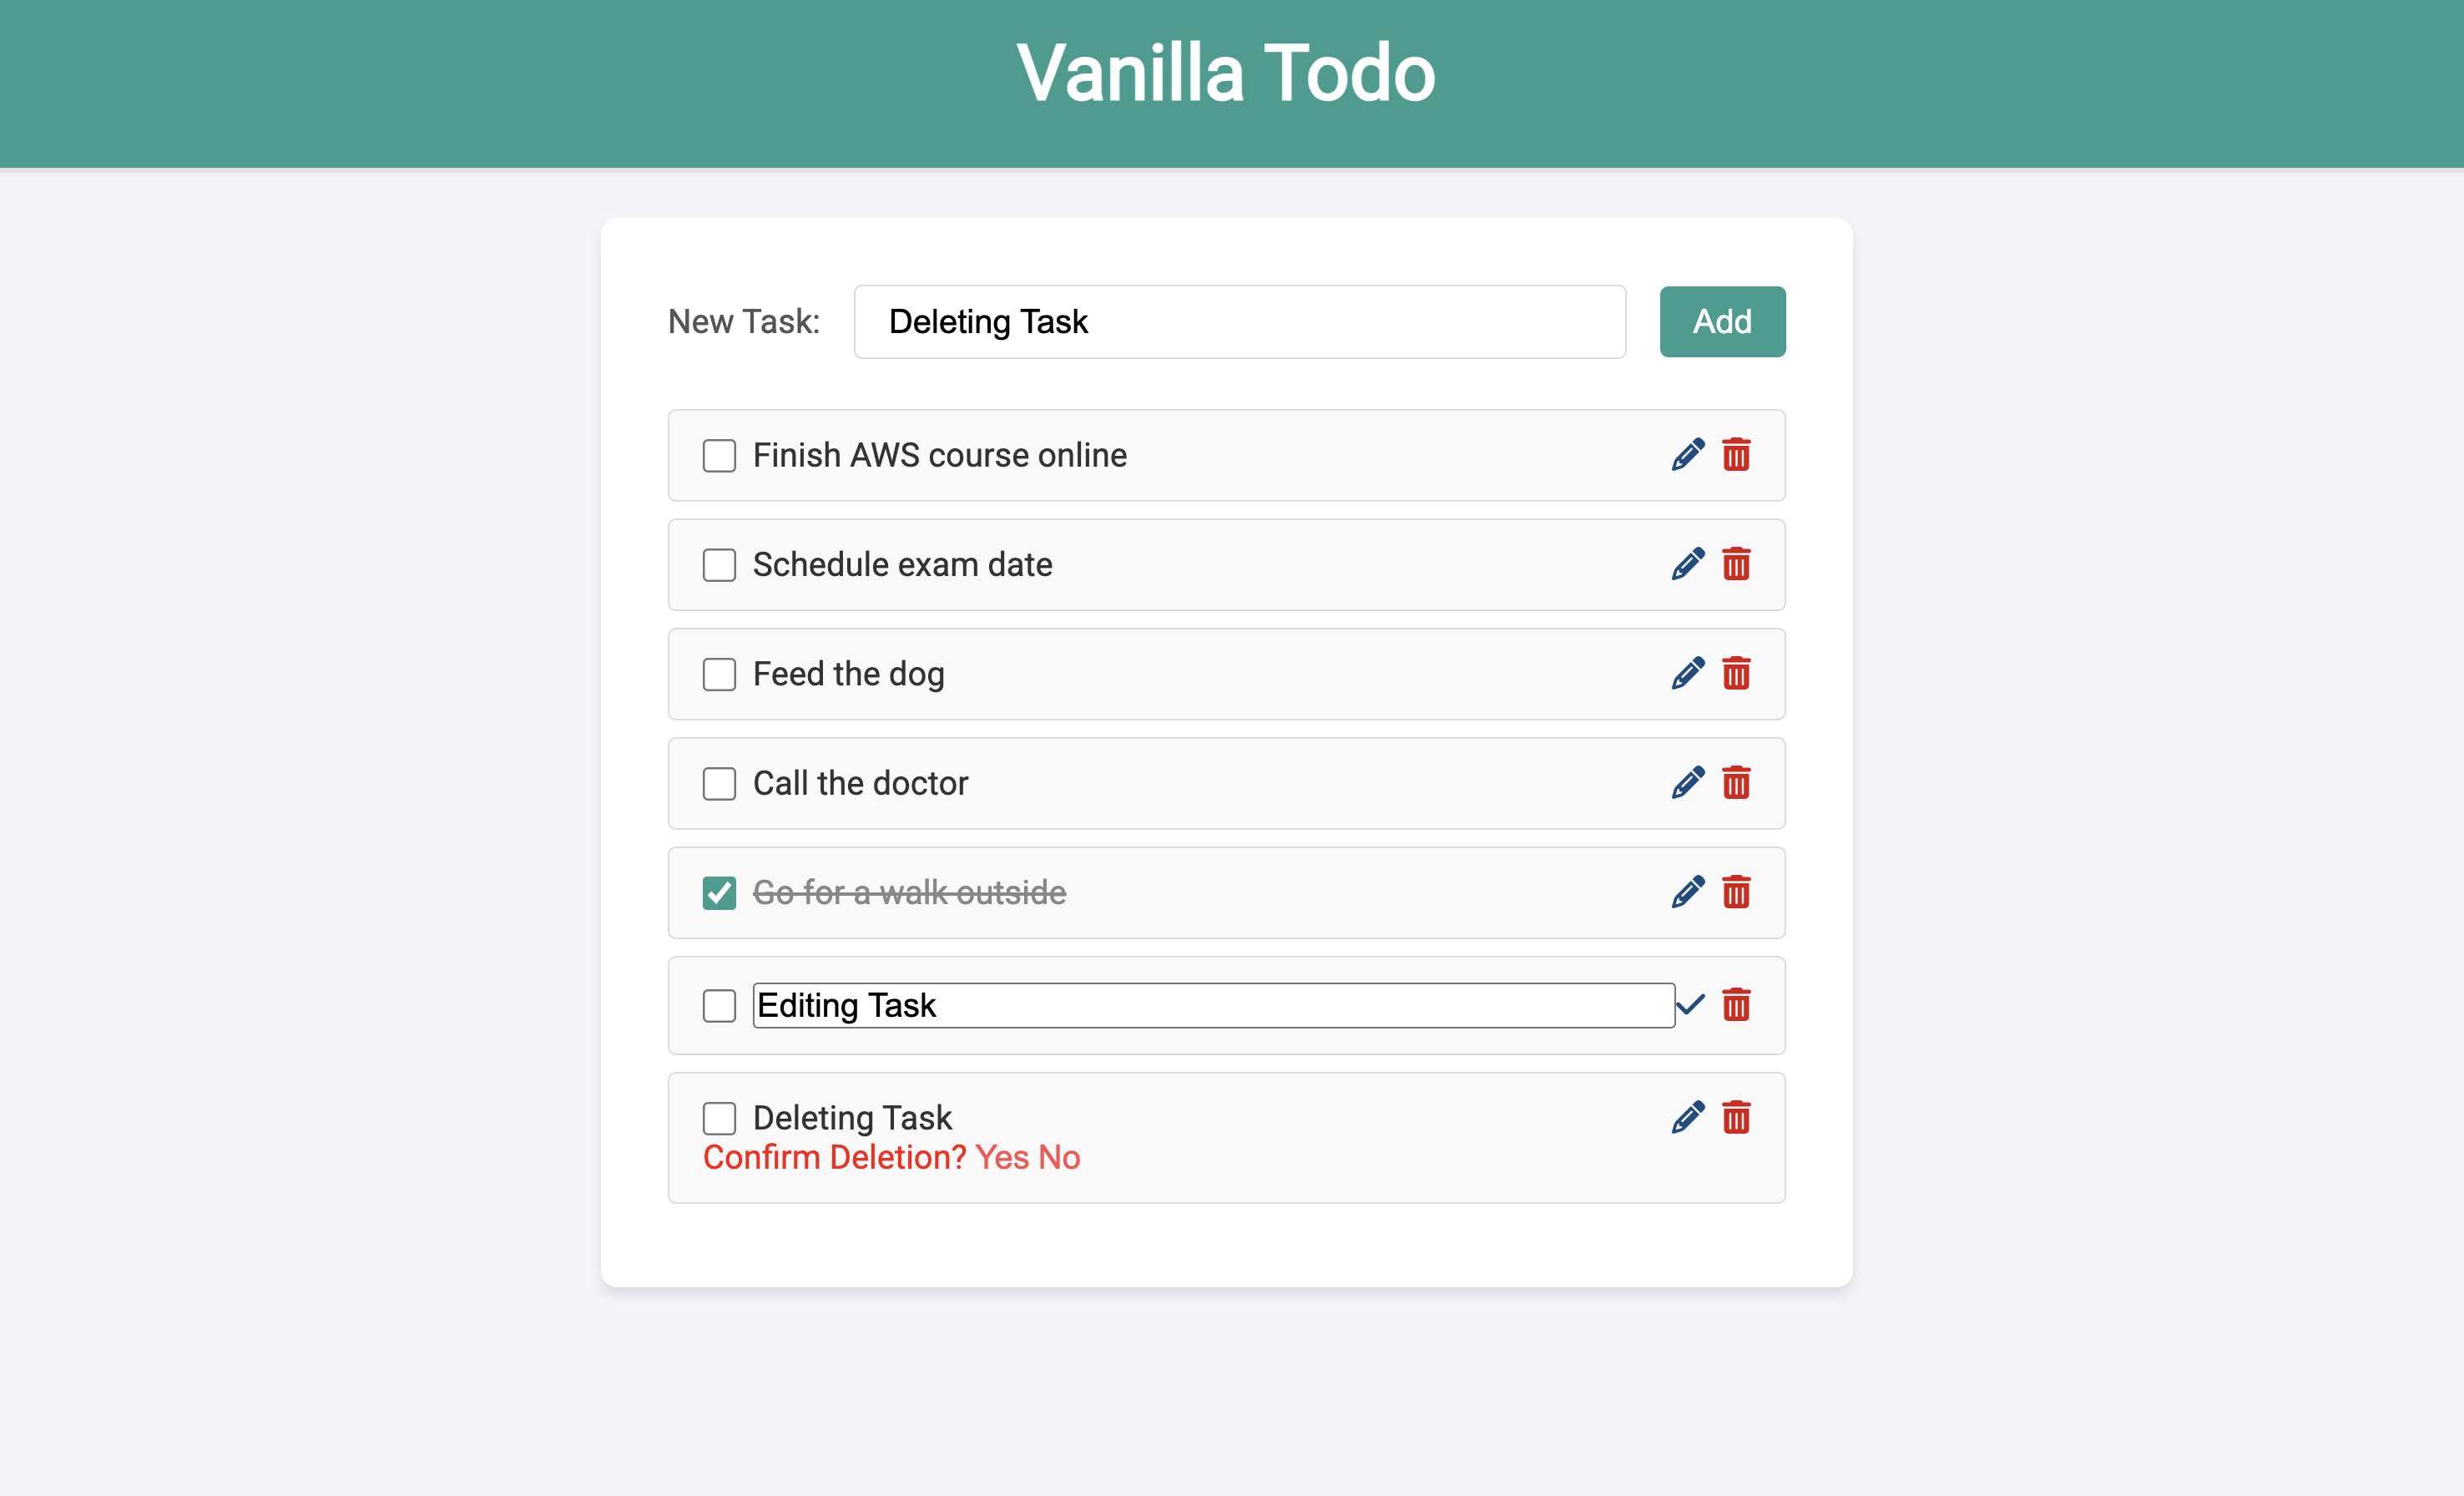 Vanilla Todo
New Task: Deleting Task Add
Finish AWS course online
Schedule exam date
Feed the dog
Call the doctor
Go for a walk outside
Editing Task
Deleting Task
Confirm Deletion? Yes No